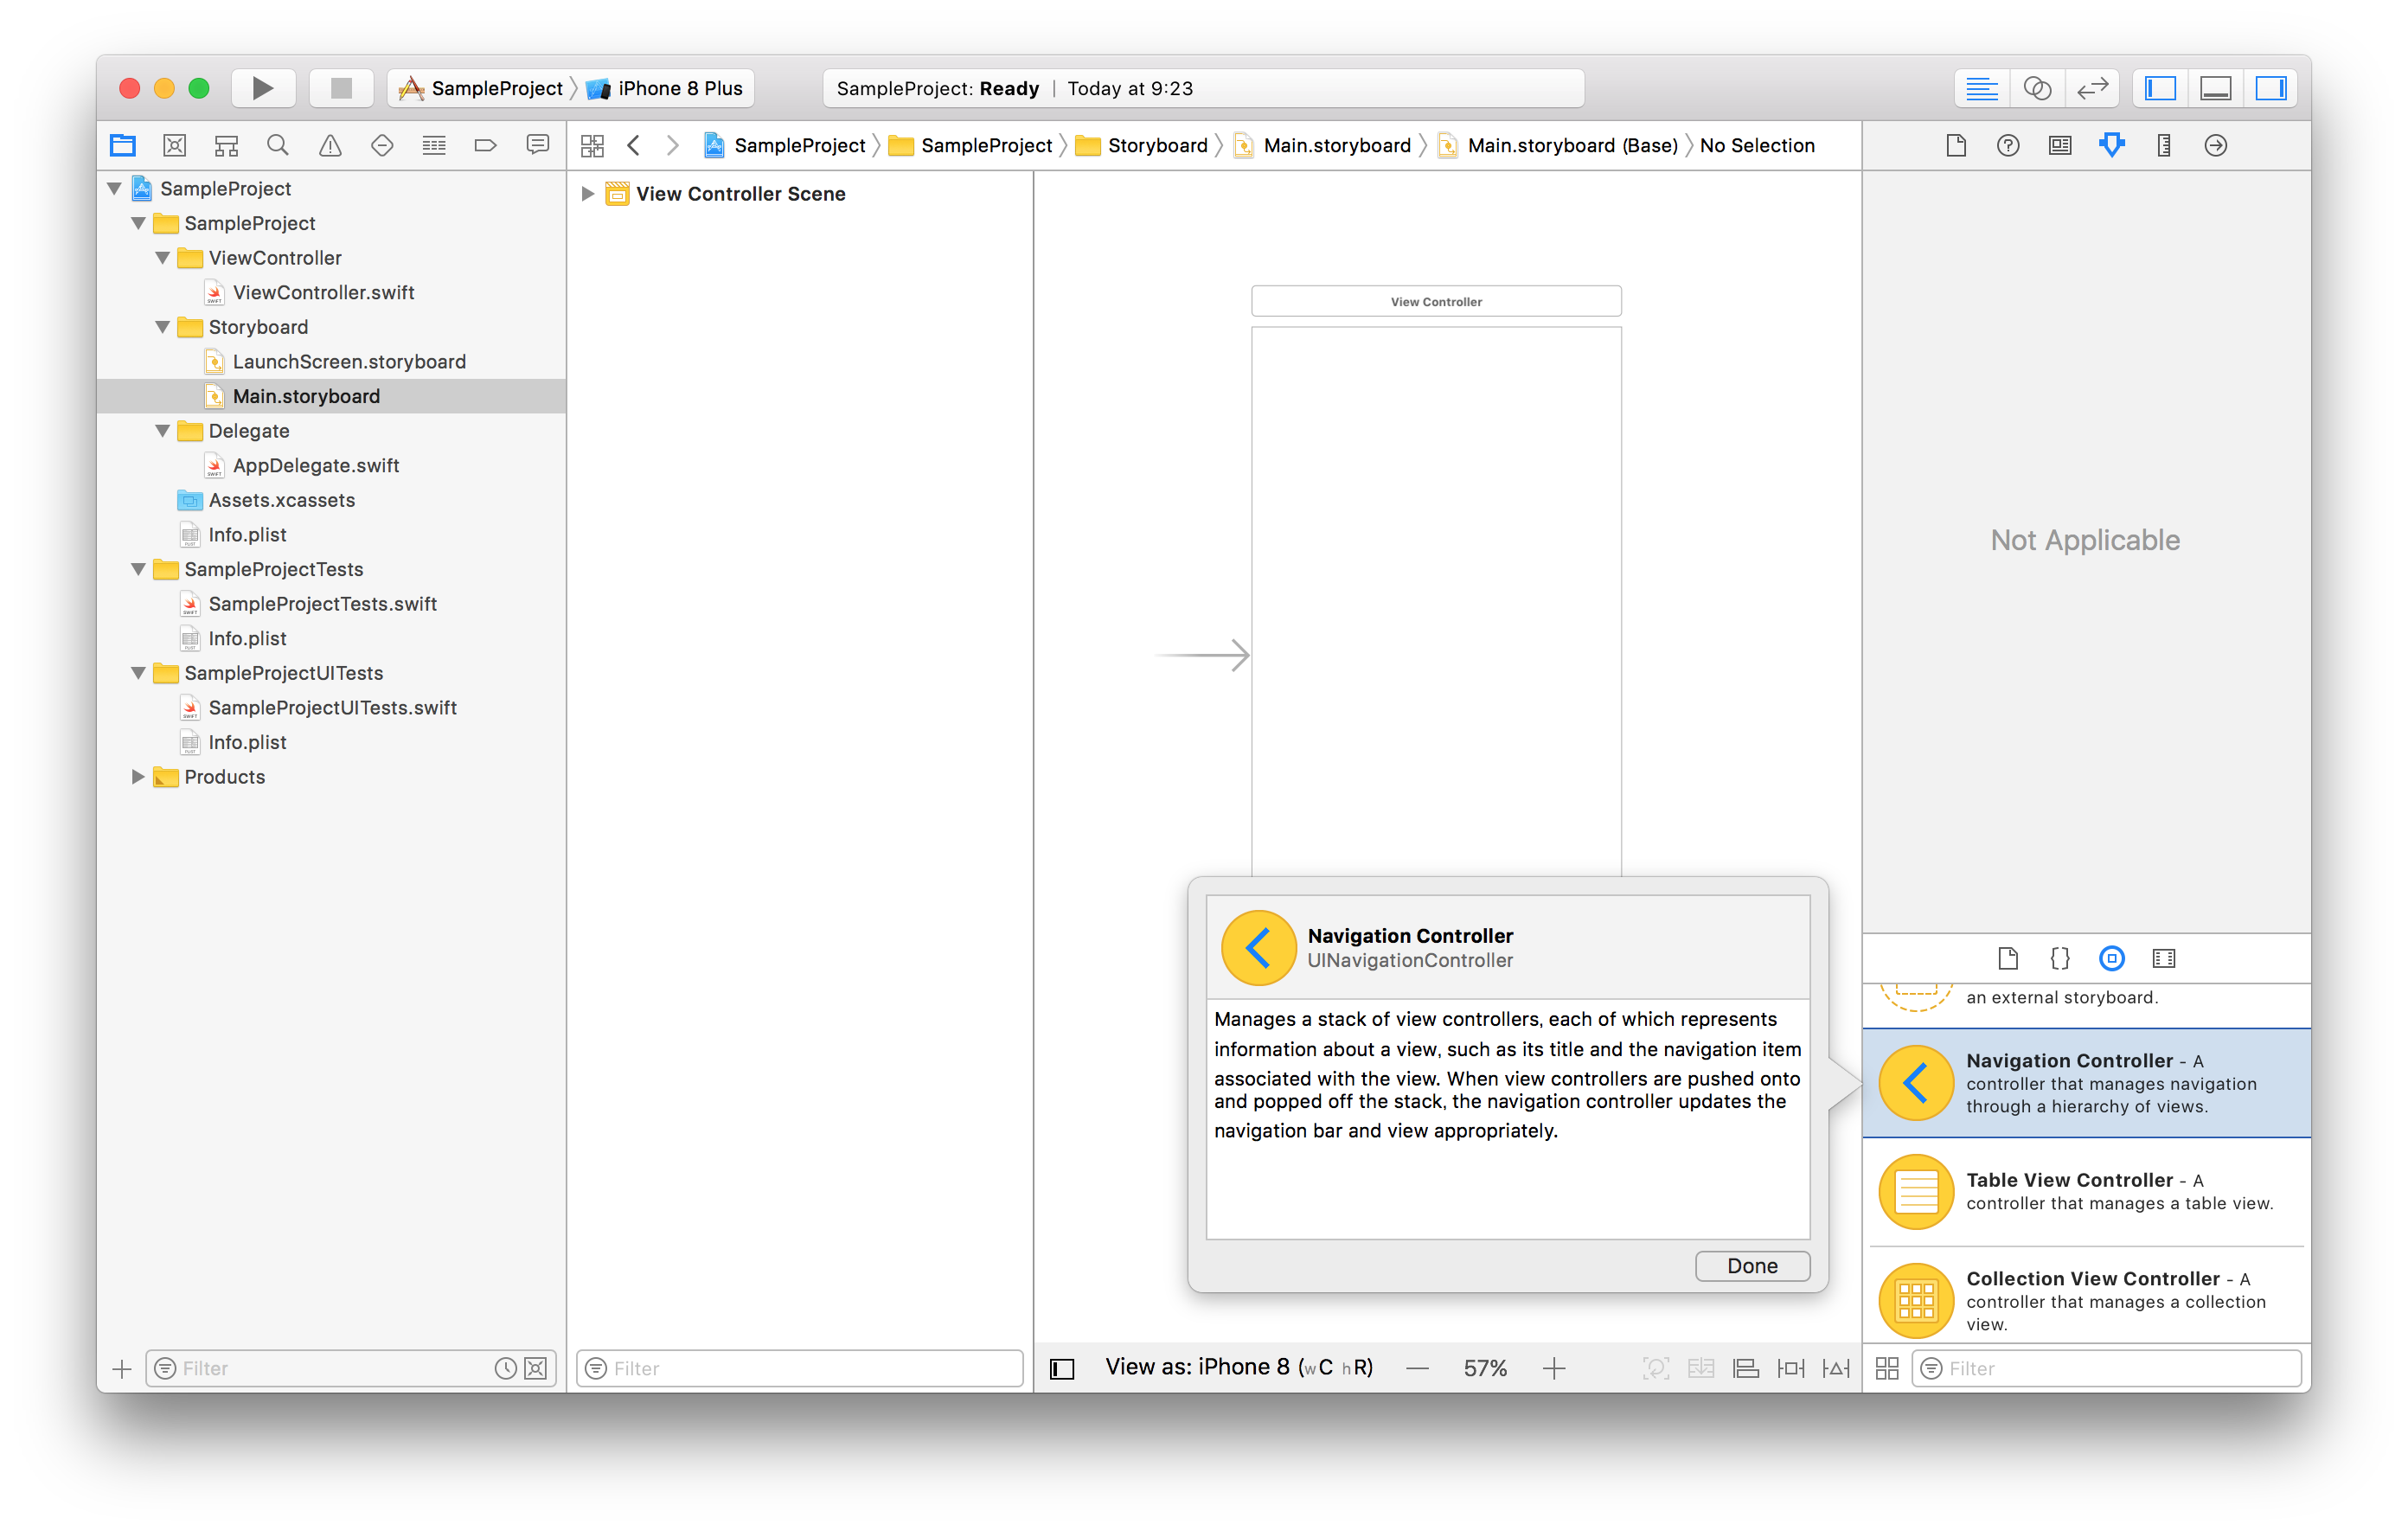 SampleProject
iPhone 8 Plus
SampleProject: Ready | Today at 9:23
SampleProject
SampleProject
Storyboard
Main.storyboard
Main.storyboard (Base)
No Selection
SampleProject
SampleProject
ViewController
ViewController.swift
Storyboard
LaunchScreen.storyboard
Main.storyboard
Delegate
AppDelegate.swift
Assets.xcassets
Info.plist
SampleProjectTests
SampleProjectTests.swift
Info.plist
SampleProjectUITests
SampleProjectUITests.swift
Info.plist
Products
Filter
View Controller Scene
Filter
View Controller
Navigation Controller
UINavigationController
Manages a stack of view controllers, each of which represents
information about a view, such as its title and the navigation item
associated with the view. When view controllers are pushed onto
and popped off the stack, the navigation controller updates the
navigation bar and view appropriately.
Done
View as: iPhone 8 (wC hR)
57%
Not Applicable
an external storyboard.
Navigation Controller - A
controller that manages navigation
through a hierarchy of views.
Table View Controller - A
controller that manages a table view.
Collection View Controller - A
controller that manages a collection
view.
Filter